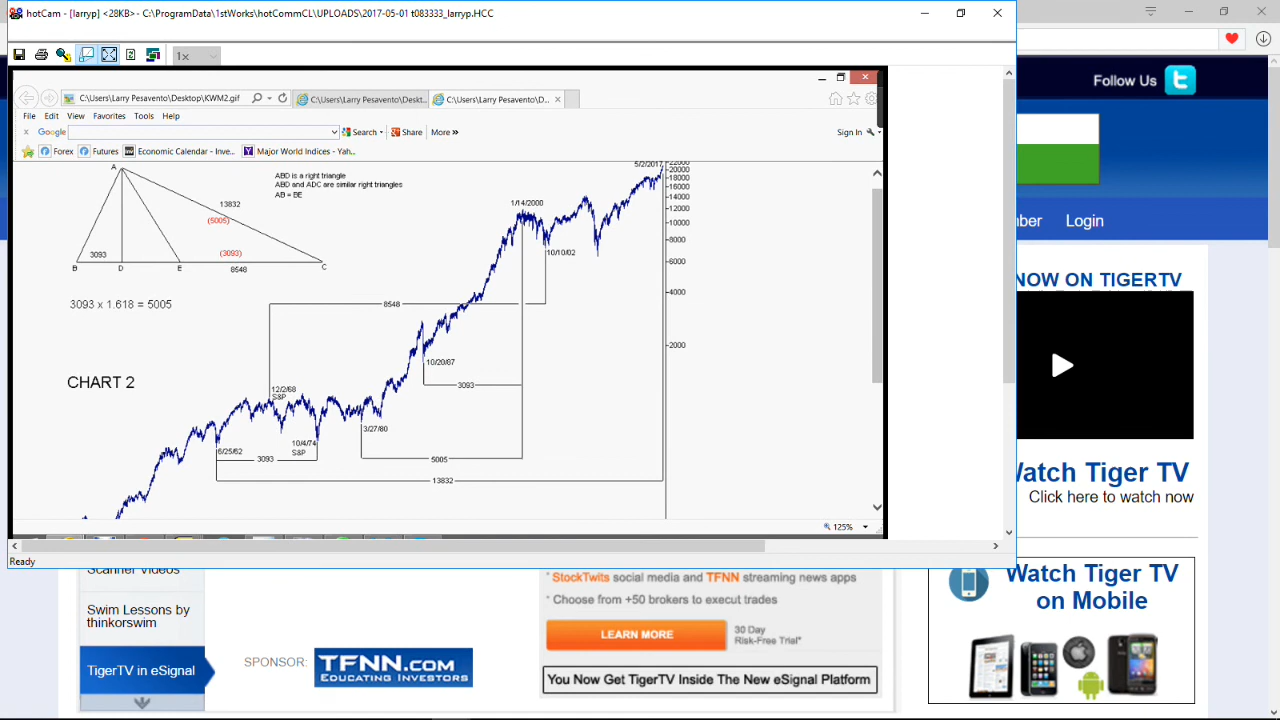 hotCam - [larryp] <28KB> - C:\ProgramData\1stWorks\hotCommCL\UPLOADS\2017-05-01 t083333_larryp.HCC
1x
Follow Us
C:\Users\Larry Pesavento\Desktop\KWM2.gif
C:\Users\Larry Pesavento\Deskt...
C:\Users\Larry Pesavento\D...
File Edit View Favorites Tools Help
x Google
Search
Share
More »
Sign In
Forex
Futures
Economic Calendar - Inve...
Major World Indices - Yah...
A
ABD is a right triangle
ABD and ADC are similar right triangles
AB = BE
13832
(5005)
3093
(3093)
B
D
E
8548
C
3093 x 1.618 = 5005
CHART 2
5/2/2017
22000
20000
18000
16000
14000
12000
10000
8000
6000
4000
2000
1/14/2000
10/10/02
8548
10/20/87
3093
12/2/68
S&P
3/27/80
10/4/74
S&P
6/25/62
3093
5005
13832
125%
Ready
mber
Login
NOW ON TIGERTV
Watch Tiger TV
Click here to watch now
Watch Tiger TV
on Mobile
Scanner Videos
Swim Lessons by
thinkorswim
TigerTV in eSignal
SPONSOR:
TFNN.COM
EDUCATING INVESTORS
* StockTwits social media and TFNN streaming news apps
* Choose from +50 brokers to execute trades
LEARN MORE
30 Day
Risk-Free Trial*
You Now Get TigerTV Inside The New eSignal Platform